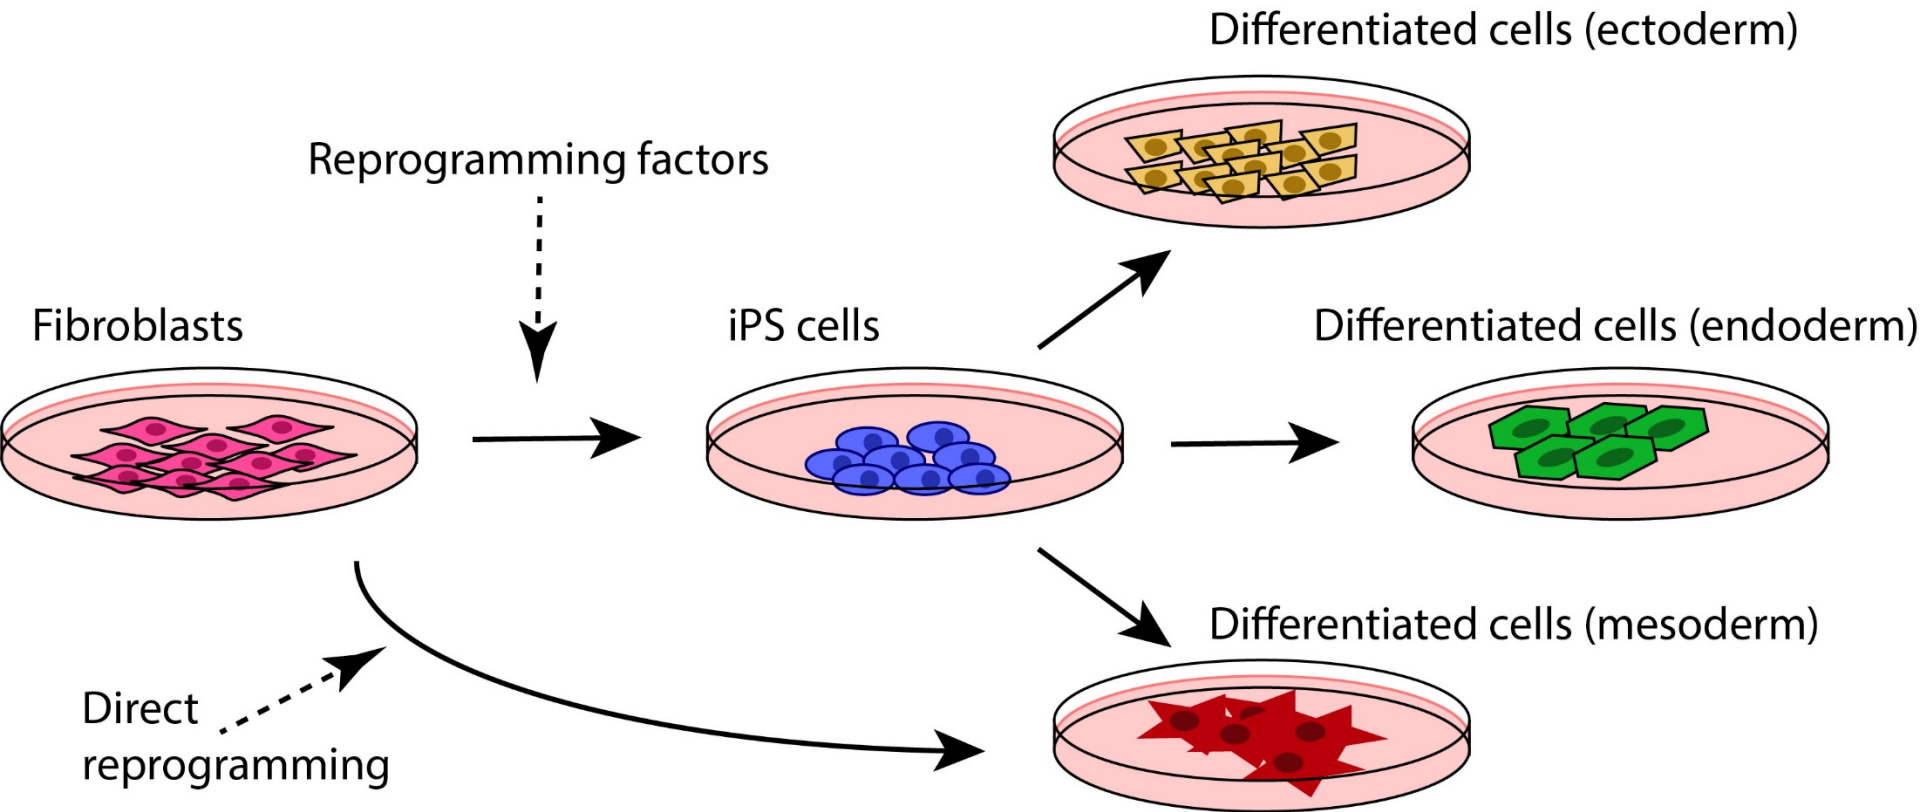 Differentiated cells (ectoderm)
Reprogramming factors
Fibroblasts
iPS cells
Differentiated cells (endoderm)
Differentiated cells (mesoderm)
Direct
reprogramming